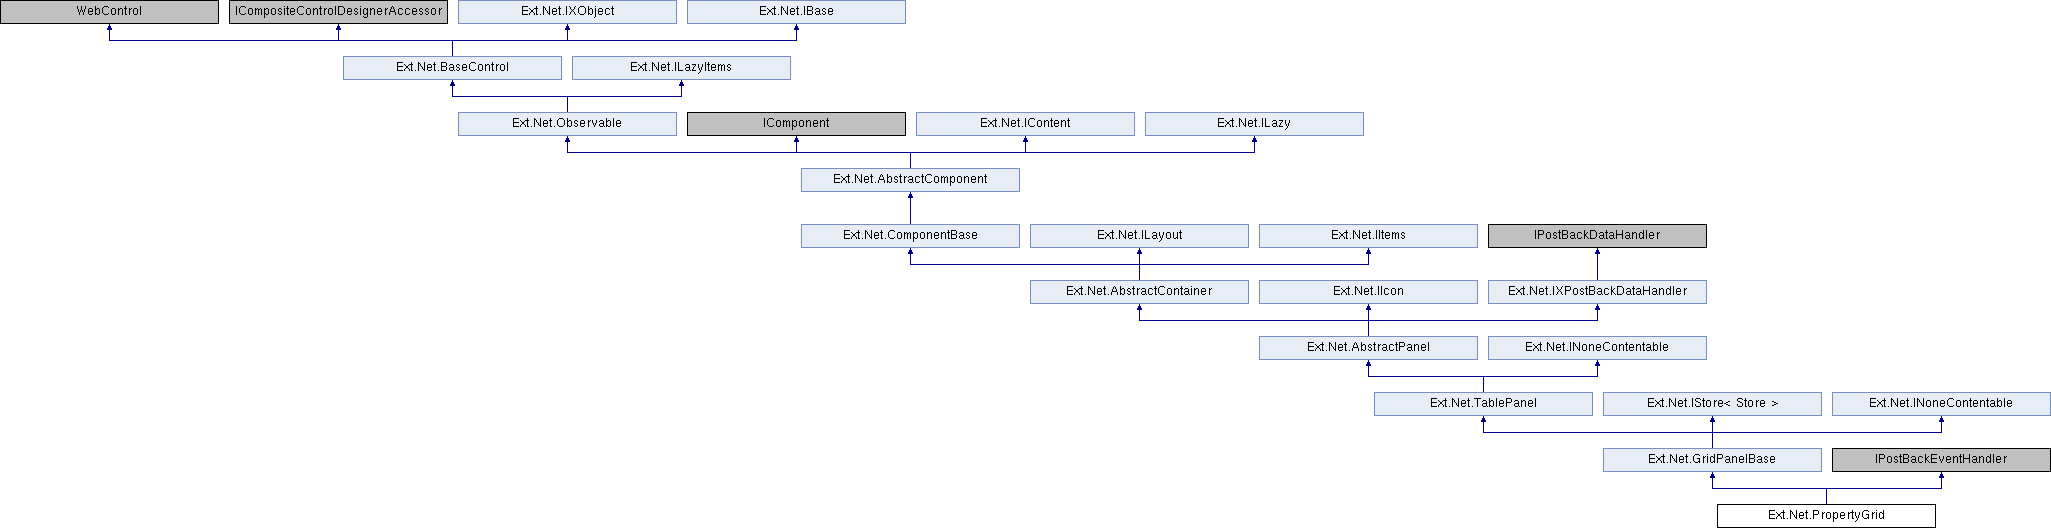 WebControl
ICompositeControlDesignerAccessor
Ext.Net.IXObject
Ext.Net.IBase
Ext.Net.BaseControl
Ext.Net.ILazyItems
Ext.Net.Observable
IComponent
Ext.Net.IContent
Ext.Net.ILazy
Ext.Net.AbstractComponent
Ext.Net.ComponentBase
Ext.Net.ILayout
Ext.Net.IItems
IPostBackDataHandler
Ext.Net.AbstractContainer
Ext.Net.IIcon
Ext.Net.IXPostBackDataHandler
Ext.Net.AbstractPanel
Ext.Net.INoneContentable
Ext.Net.TablePanel
Ext.Net.IStore< Store >
Ext.Net.INoneContentable
Ext.Net.GridPanelBase
IPostBackEventHandler
Ext.Net.PropertyGrid